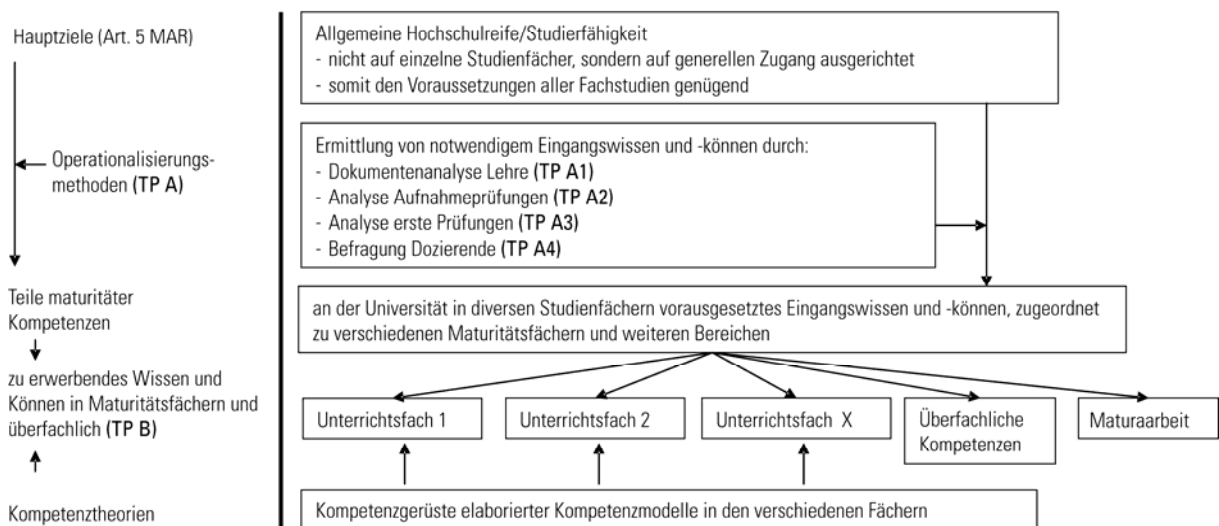 Hauptziele (Art. 5 MAR)
Operationalisierungs-
methoden (TP A)
Teile maturitäter
Kompetenzen
zu erwerbendes Wissen und
Können in Maturitätsfächern und
überfachlich (TP B)
Kompetenztheorien
Allgemeine Hochschulreife/Studierfähigkeit
- nicht auf einzelne Studienfächer, sondern auf generellen Zugang ausgerichtet
- somit den Voraussetzungen aller Fachstudien genügend
Ermittlung von notwendigem Eingangswissen und -können durch:
- Dokumentenanalyse Lehre (TP A1)
- Analyse Aufnahmeprüfungen (TP A2)
- Analyse erste Prüfungen (TP A3)
- Befragung Dozierende (TP A4)
an der Universität in diversen Studienfächern vorausgesetztes Eingangswissen und -können, zugeordnet
zu verschiedenen Maturitätsfächern und weiteren Bereichen
Unterrichtsfach 1
Unterrichtsfach 2
Unterrichtsfach X
Überfachliche
Kompetenzen
Maturaarbeit
Kompetenzgerüste elaborierter Kompetenzmodelle in den verschiedenen Fächern